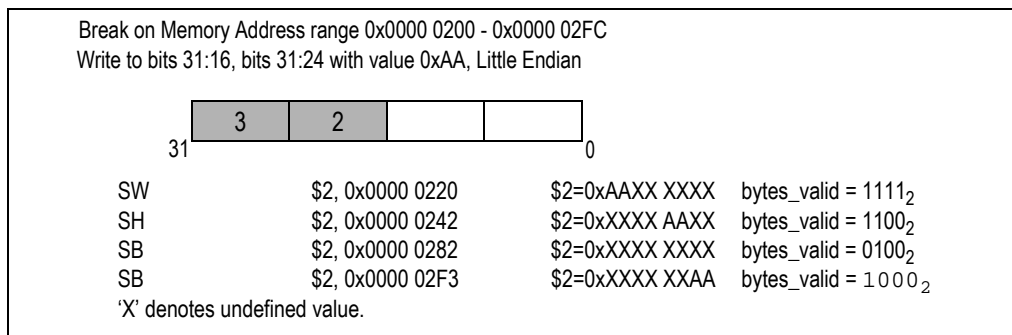 Break on Memory Address range 0x0000 0200 - 0x0000 02FC
Write to bits 31:16, bits 31:24 with value 0xAA, Little Endian
3 2
31 0
SW $2, 0x0000 0220 $2=0xAAXX XXXX bytes_valid = 1111₂
SH $2, 0x0000 0242 $2=0xXXXX AAXX bytes_valid = 1100₂
SB $2, 0x0000 0282 $2=0xXXXX XXXX bytes_valid = 0100₂
SB $2, 0x0000 02F3 $2=0xXXXX XXAA bytes_valid = 1000₂
‘X’ denotes undefined value.